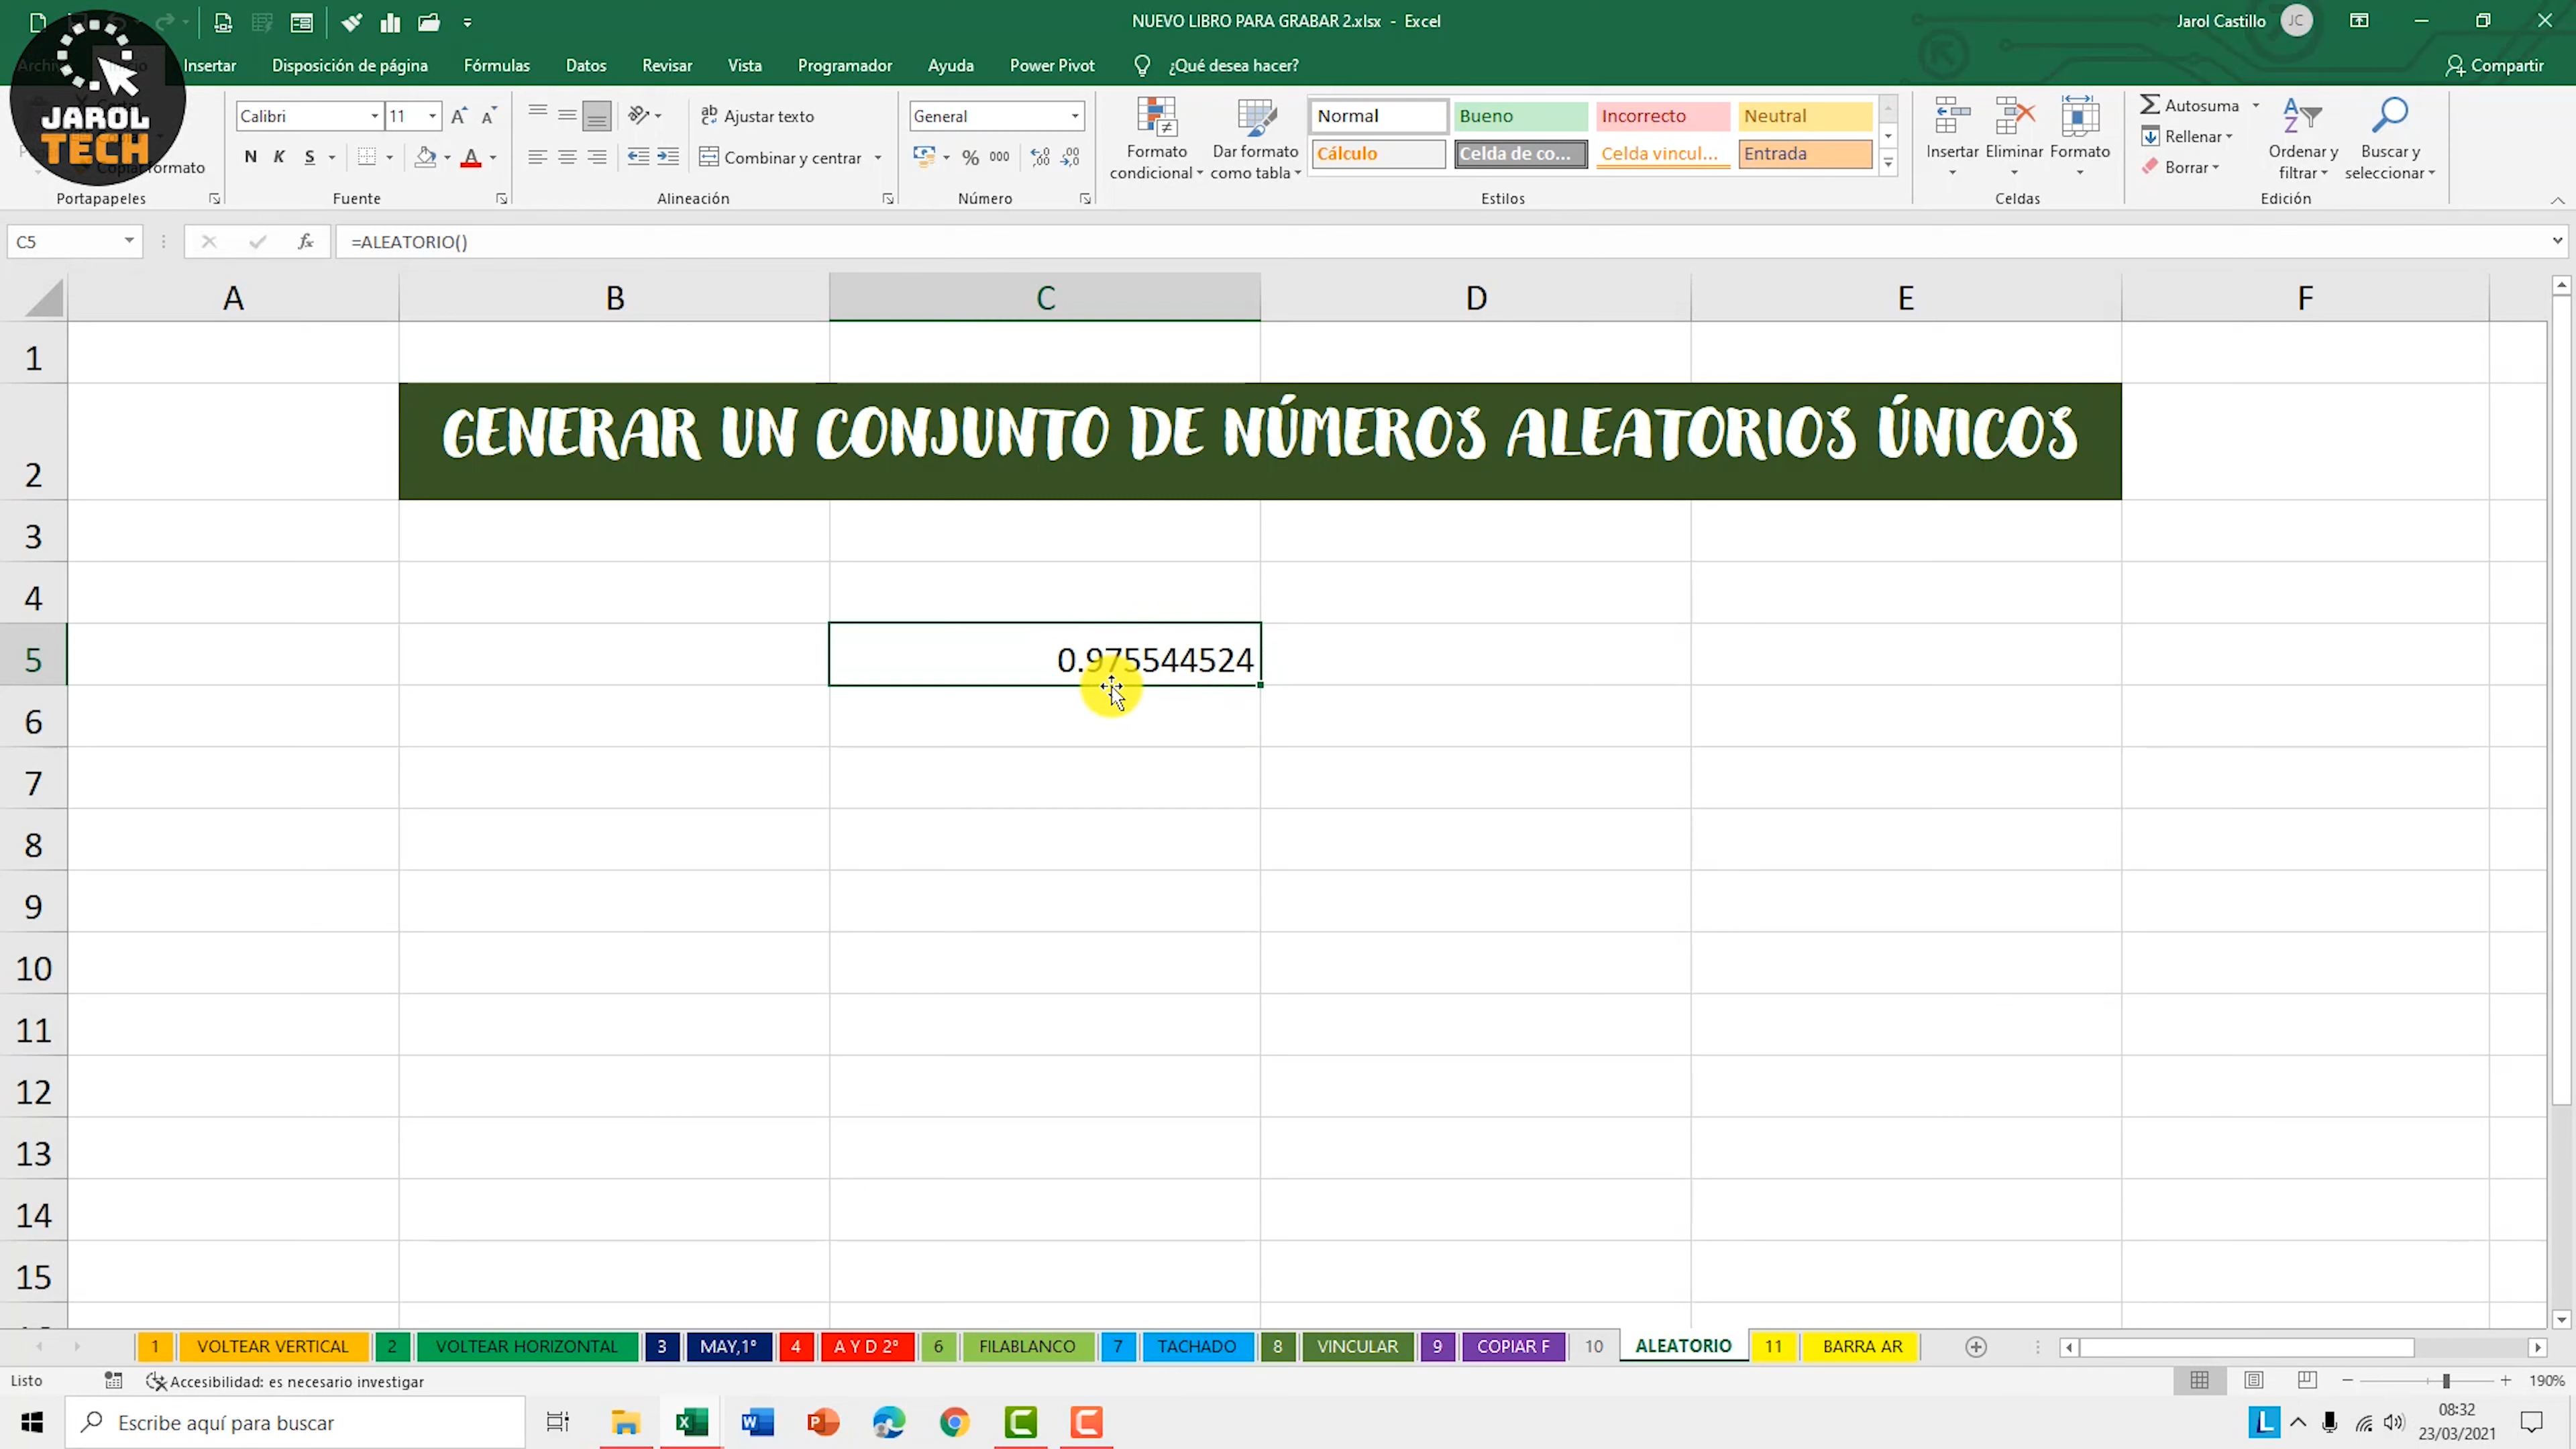 NUEVO LIBRO PARA GRABAR 2.xlsx - Excel
Jarol Castillo
JC
Insertar
Disposición de página
Fórmulas
Datos
Revisar
Vista
Programador
Ayuda
Power Pivot
¿Qué desea hacer?
Compartir
JAROL
TECH
Calibri
11
Ajustar texto
General
Combinar y centrar
N K S
% 000
Formato
condicional
Dar formato
como tabla
Normal
Bueno
Incorrecto
Neutral
Cálculo
Celda de co...
Celda vincul...
Entrada
Insertar
Eliminar
Formato
Autosuma
Rellenar
Borrar
Ordenar y
filtrar
Buscar y
seleccionar
Portapapeles
Fuente
Alineación
Número
Estilos
Celdas
Edición
C5
fx
=ALEATORIO()
A B C D E F
1
2
GENERAR UN CONJUNTO DE NÚMEROS ALEATORIOS ÚNICOS
3
4
5
0.975544524
6
7
8
9
10
11
12
13
14
15
1 VOLTEAR VERTICAL 2 VOLTEAR HORIZONTAL 3 MAY,1° 4 A Y D 2° 6 FILABLANCO 7 TACHADO 8 VINCULAR 9 COPIAR F 10 ALEATORIO 11 BARRA AR
Listo
Accesibilidad: es necesario investigar
190%
Escribe aquí para buscar
08:32
23/03/2021